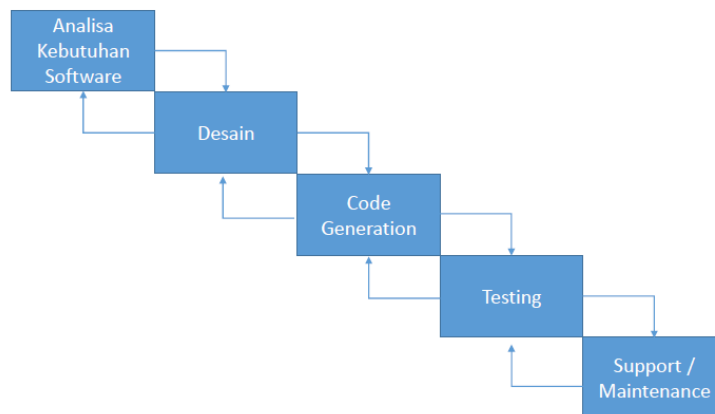 Analisa
Kebutuhan
Software
Desain
Code
Generation
Testing
Support /
Maintenance